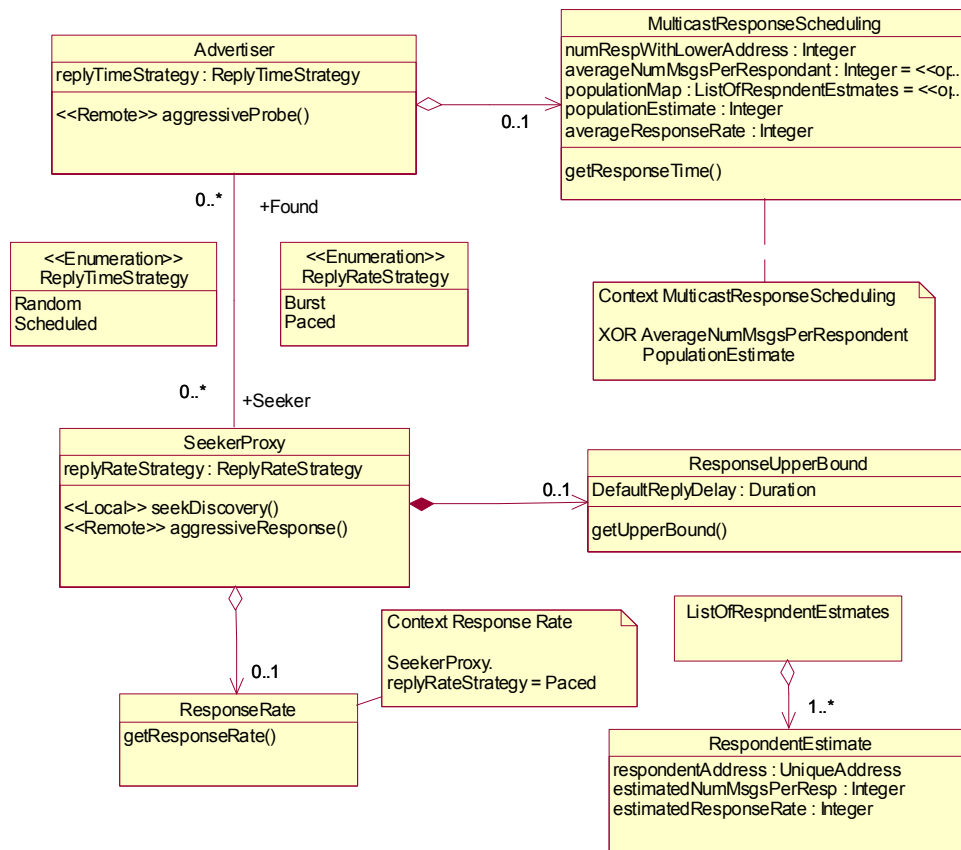 Advertiser
replyTimeStrategy : ReplyTimeStrategy
<<Remote>> aggressiveProbe()
0..1
MulticastResponseScheduling
numRespWithLowerAddress : Integer
averageNumMsgsPerRespondant : Integer = <<op...
populationMap : ListOfRespndentEstmates = <<op...
populationEstimate : Integer
averageResponseRate : Integer
getResponseTime()
0..*
+Found
<<Enumeration>>
ReplyTimeStrategy
Random
Scheduled
<<Enumeration>>
ReplyRateStrategy
Burst
Paced
Context MulticastResponseScheduling
XOR AverageNumMsgsPerRespondent
PopulationEstimate
0..*
+Seeker
SeekerProxy
replyRateStrategy : ReplyRateStrategy
<<Local>> seekDiscovery()
<<Remote>> aggressiveResponse()
0..1
ResponseUpperBound
DefaultReplyDelay : Duration
getUpperBound()
0..1
Context Response Rate
SeekerProxy.
replyRateStrategy = Paced
ListOfRespndentEstmates
1..*
ResponseRate
getResponseRate()
RespondentEstimate
respondentAddress : UniqueAddress
estimatedNumMsgsPerResp : Integer
estimatedResponseRate : Integer